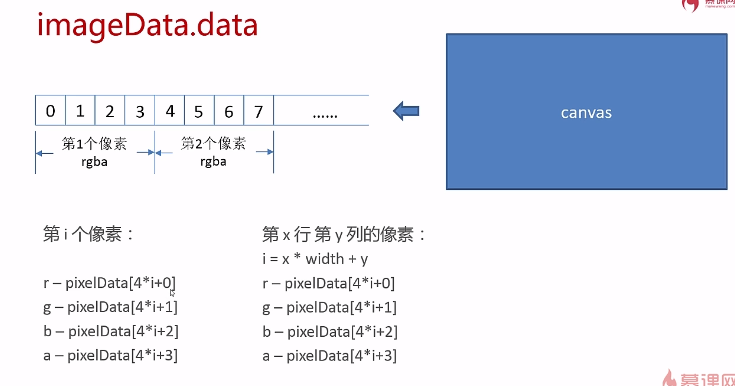 imageData.data
慕课网
0 1 2 3 4 5 6 7 ......
canvas
第1个像素 第2个像素
rgba rgba
第 i 个像素：
r – pixelData[4*i+0]
g – pixelData[4*i+1]
b – pixelData[4*i+2]
a – pixelData[4*i+3]
第 x 行 第 y 列的像素：
i = x * width + y
r – pixelData[4*i+0]
g – pixelData[4*i+1]
b – pixelData[4*i+2]
a – pixelData[4*i+3]
慕课网